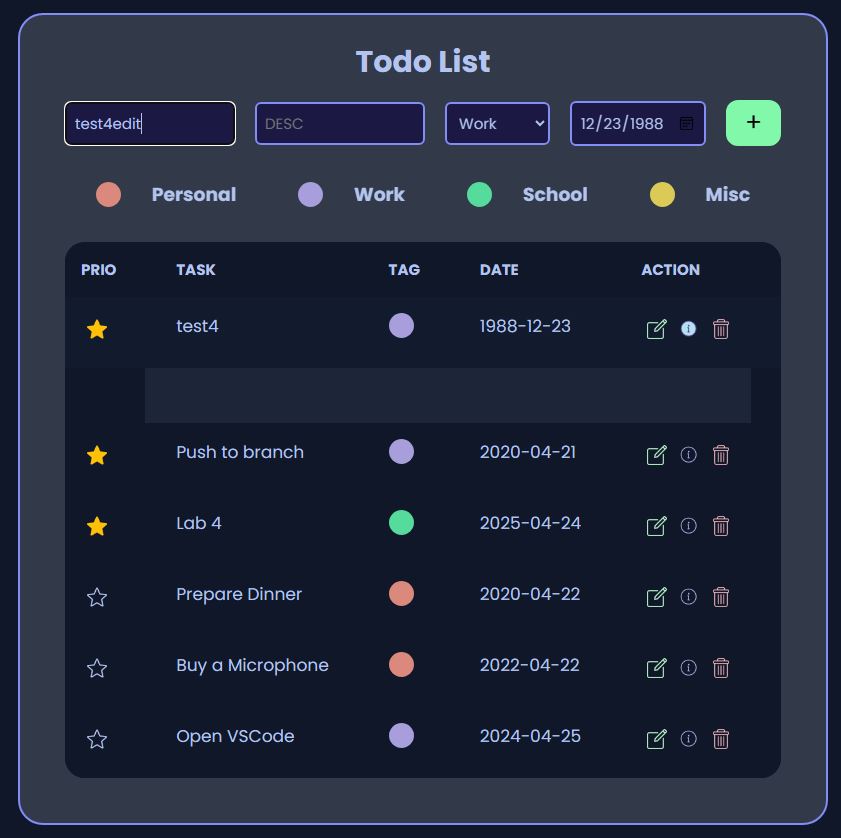 Todo List
test4edit DESC Work 12/23/1988 +
Personal Work School Misc
PRIO TASK TAG DATE ACTION
test4 1988-12-23
Push to branch 2020-04-21
Lab 4 2025-04-24
Prepare Dinner 2020-04-22
Buy a Microphone 2022-04-22
Open VSCode 2024-04-25